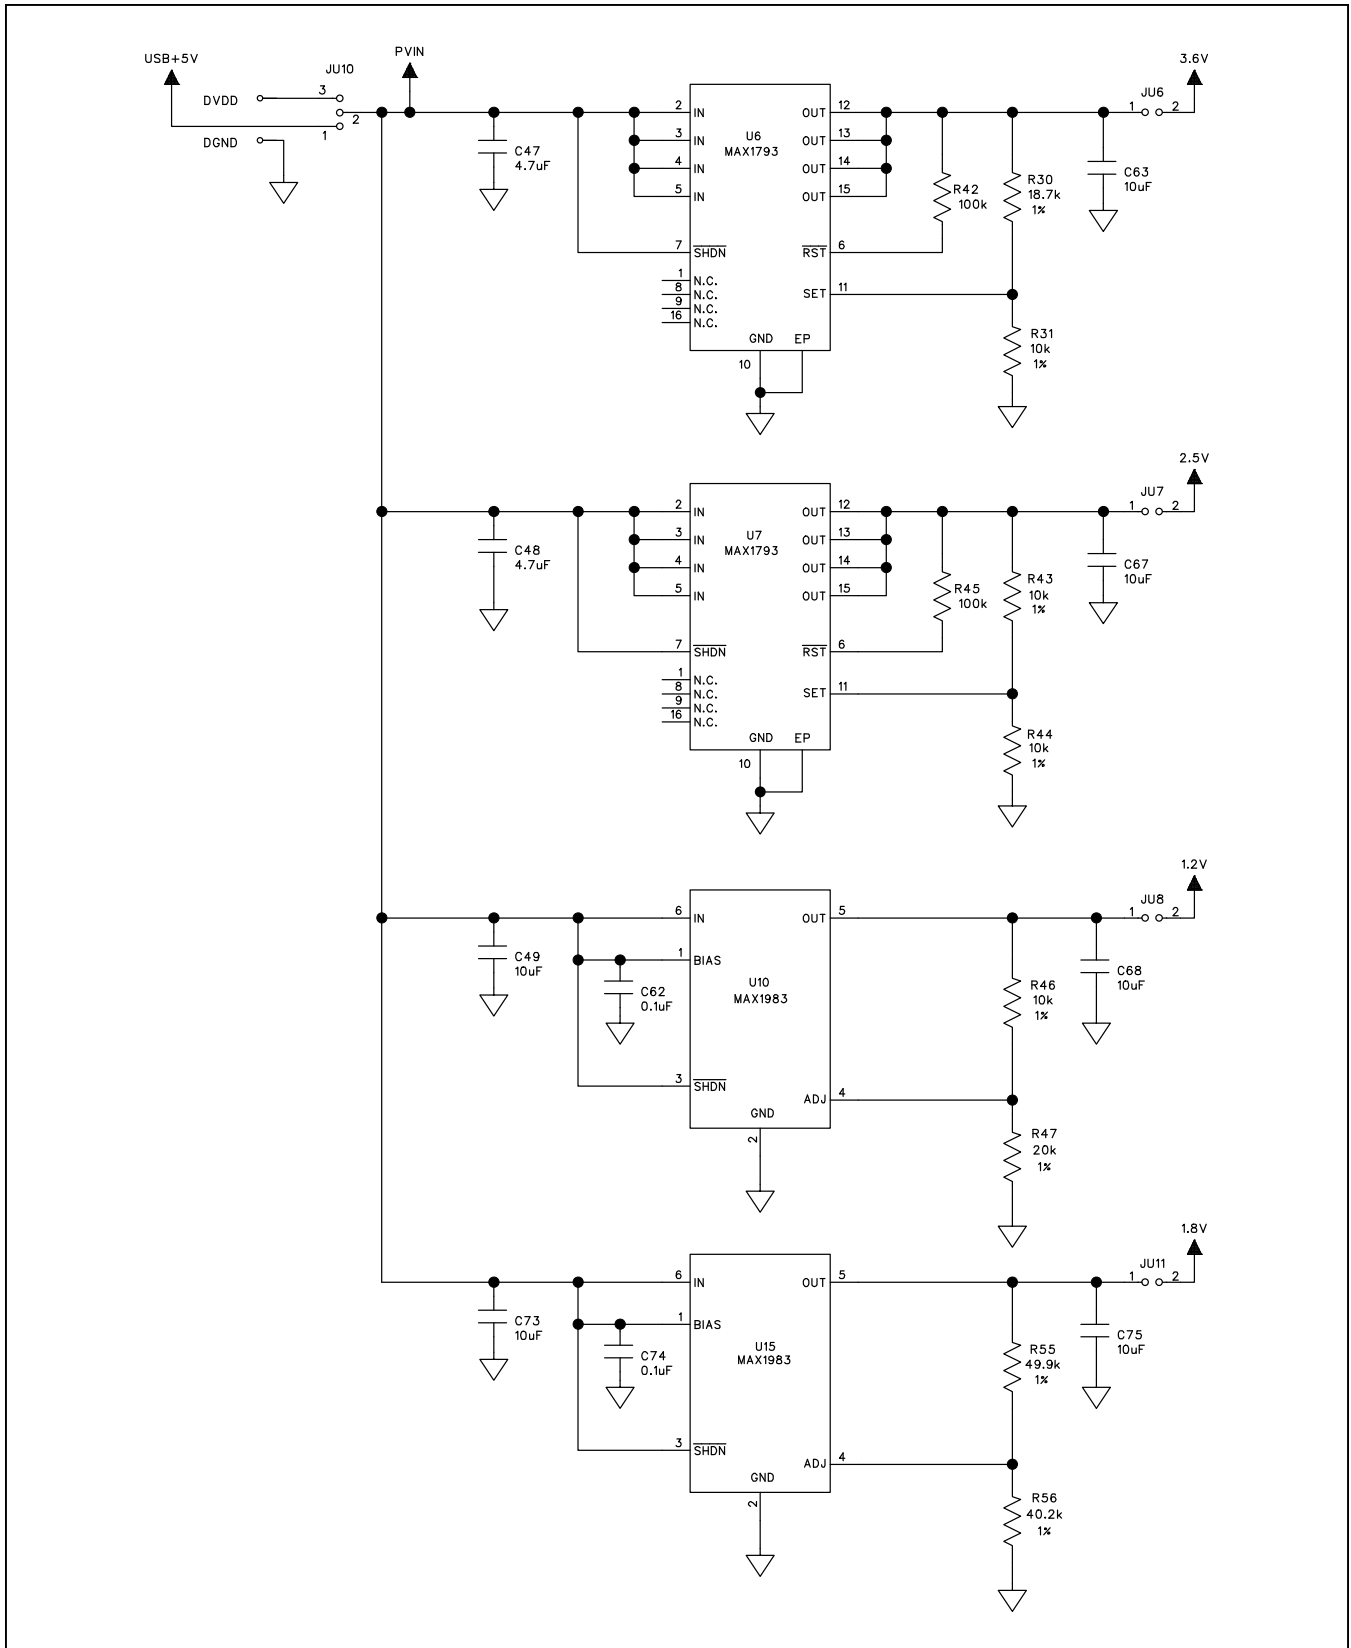 USB+5V
PVIN
JU10
DVDD
3
2
1
DGND
C47
4.7uF
2 IN
3 IN
4 IN
5 IN
7 SHDN
1 N.C.
8 N.C.
9 N.C.
16 N.C.
U6
MAX1793
OUT 12
OUT 13
OUT 14
OUT 15
RST 6
SET 11
GND EP
10
R42
100k
R30
18.7k
1%
R31
10k
1%
C63
10uF
JU6
1 2
3.6V
C48
4.7uF
2 IN
3 IN
4 IN
5 IN
7 SHDN
1 N.C.
8 N.C.
9 N.C.
16 N.C.
U7
MAX1793
OUT 12
OUT 13
OUT 14
OUT 15
RST 6
SET 11
GND EP
10
R45
100k
R43
10k
1%
R44
10k
1%
C67
10uF
JU7
1 2
2.5V
C49
10uF
C62
0.1uF
6 IN
1 BIAS
3 SHDN
U10
MAX1983
OUT 5
ADJ 4
GND
2
R46
10k
1%
R47
20k
1%
C68
10uF
JU8
1 2
1.2V
C73
10uF
C74
0.1uF
6 IN
1 BIAS
3 SHDN
U15
MAX1983
OUT 5
ADJ 4
GND
2
R55
49.9k
1%
R56
40.2k
1%
C75
10uF
JU11
1 2
1.8V